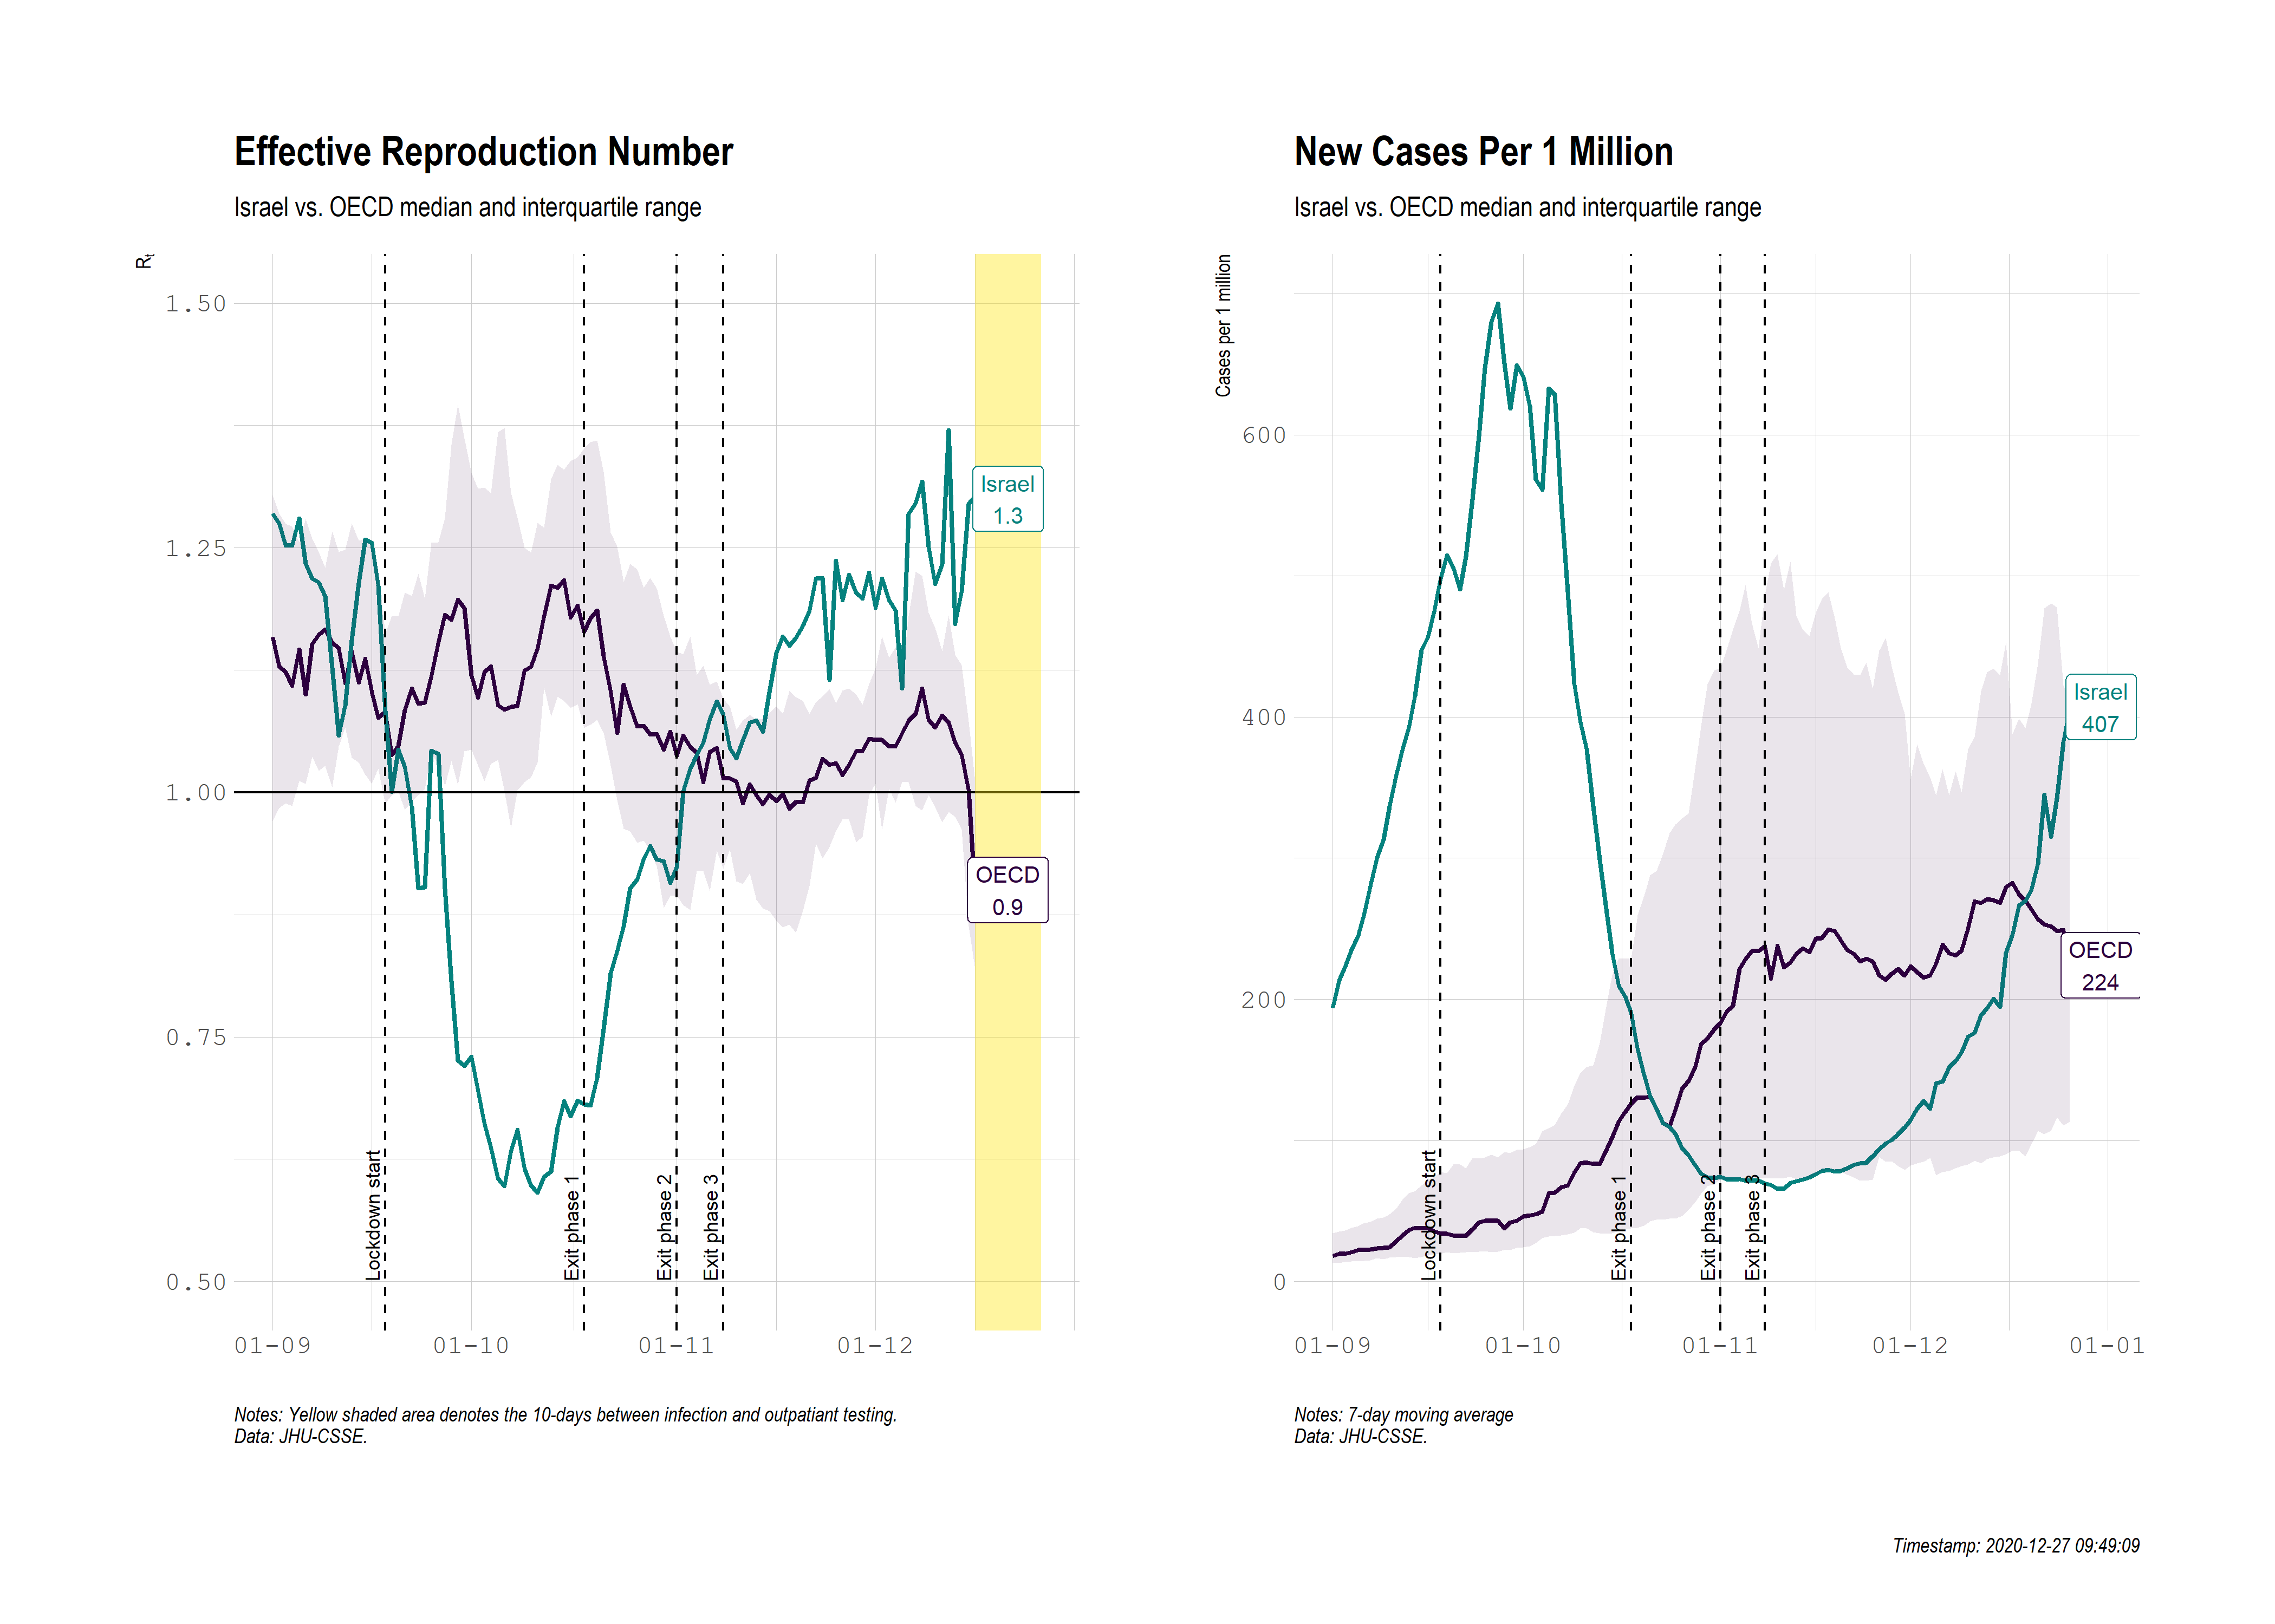 Effective Reproduction Number
Israel vs. OECD median and interquartile range
Rt
1.50
1.25
1.00
0.75
0.50
Lockdown start
Exit phase 1
Exit phase 2
Exit phase 3
Israel
1.3
OECD
0.9
01-09
01-10
01-11
01-12
Notes: Yellow shaded area denotes the 10-days between infection and outpatiant testing.
Data: JHU-CSSE.
New Cases Per 1 Million
Israel vs. OECD median and interquartile range
Cases per 1 million
600
400
200
0
Lockdown start
Exit phase 1
Exit phase 2
Exit phase 3
Israel
407
OECD
224
01-09
01-10
01-11
01-12
01-01
Notes: 7-day moving average
Data: JHU-CSSE.
Timestamp: 2020-12-27 09:49:09